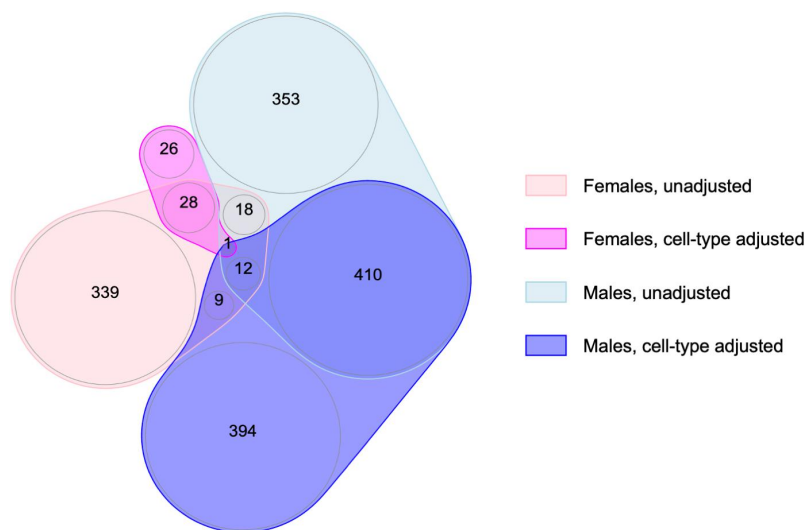 353
26
28
18
1
12
410
339
9
394
Females, unadjusted
Females, cell-type adjusted
Males, unadjusted
Males, cell-type adjusted